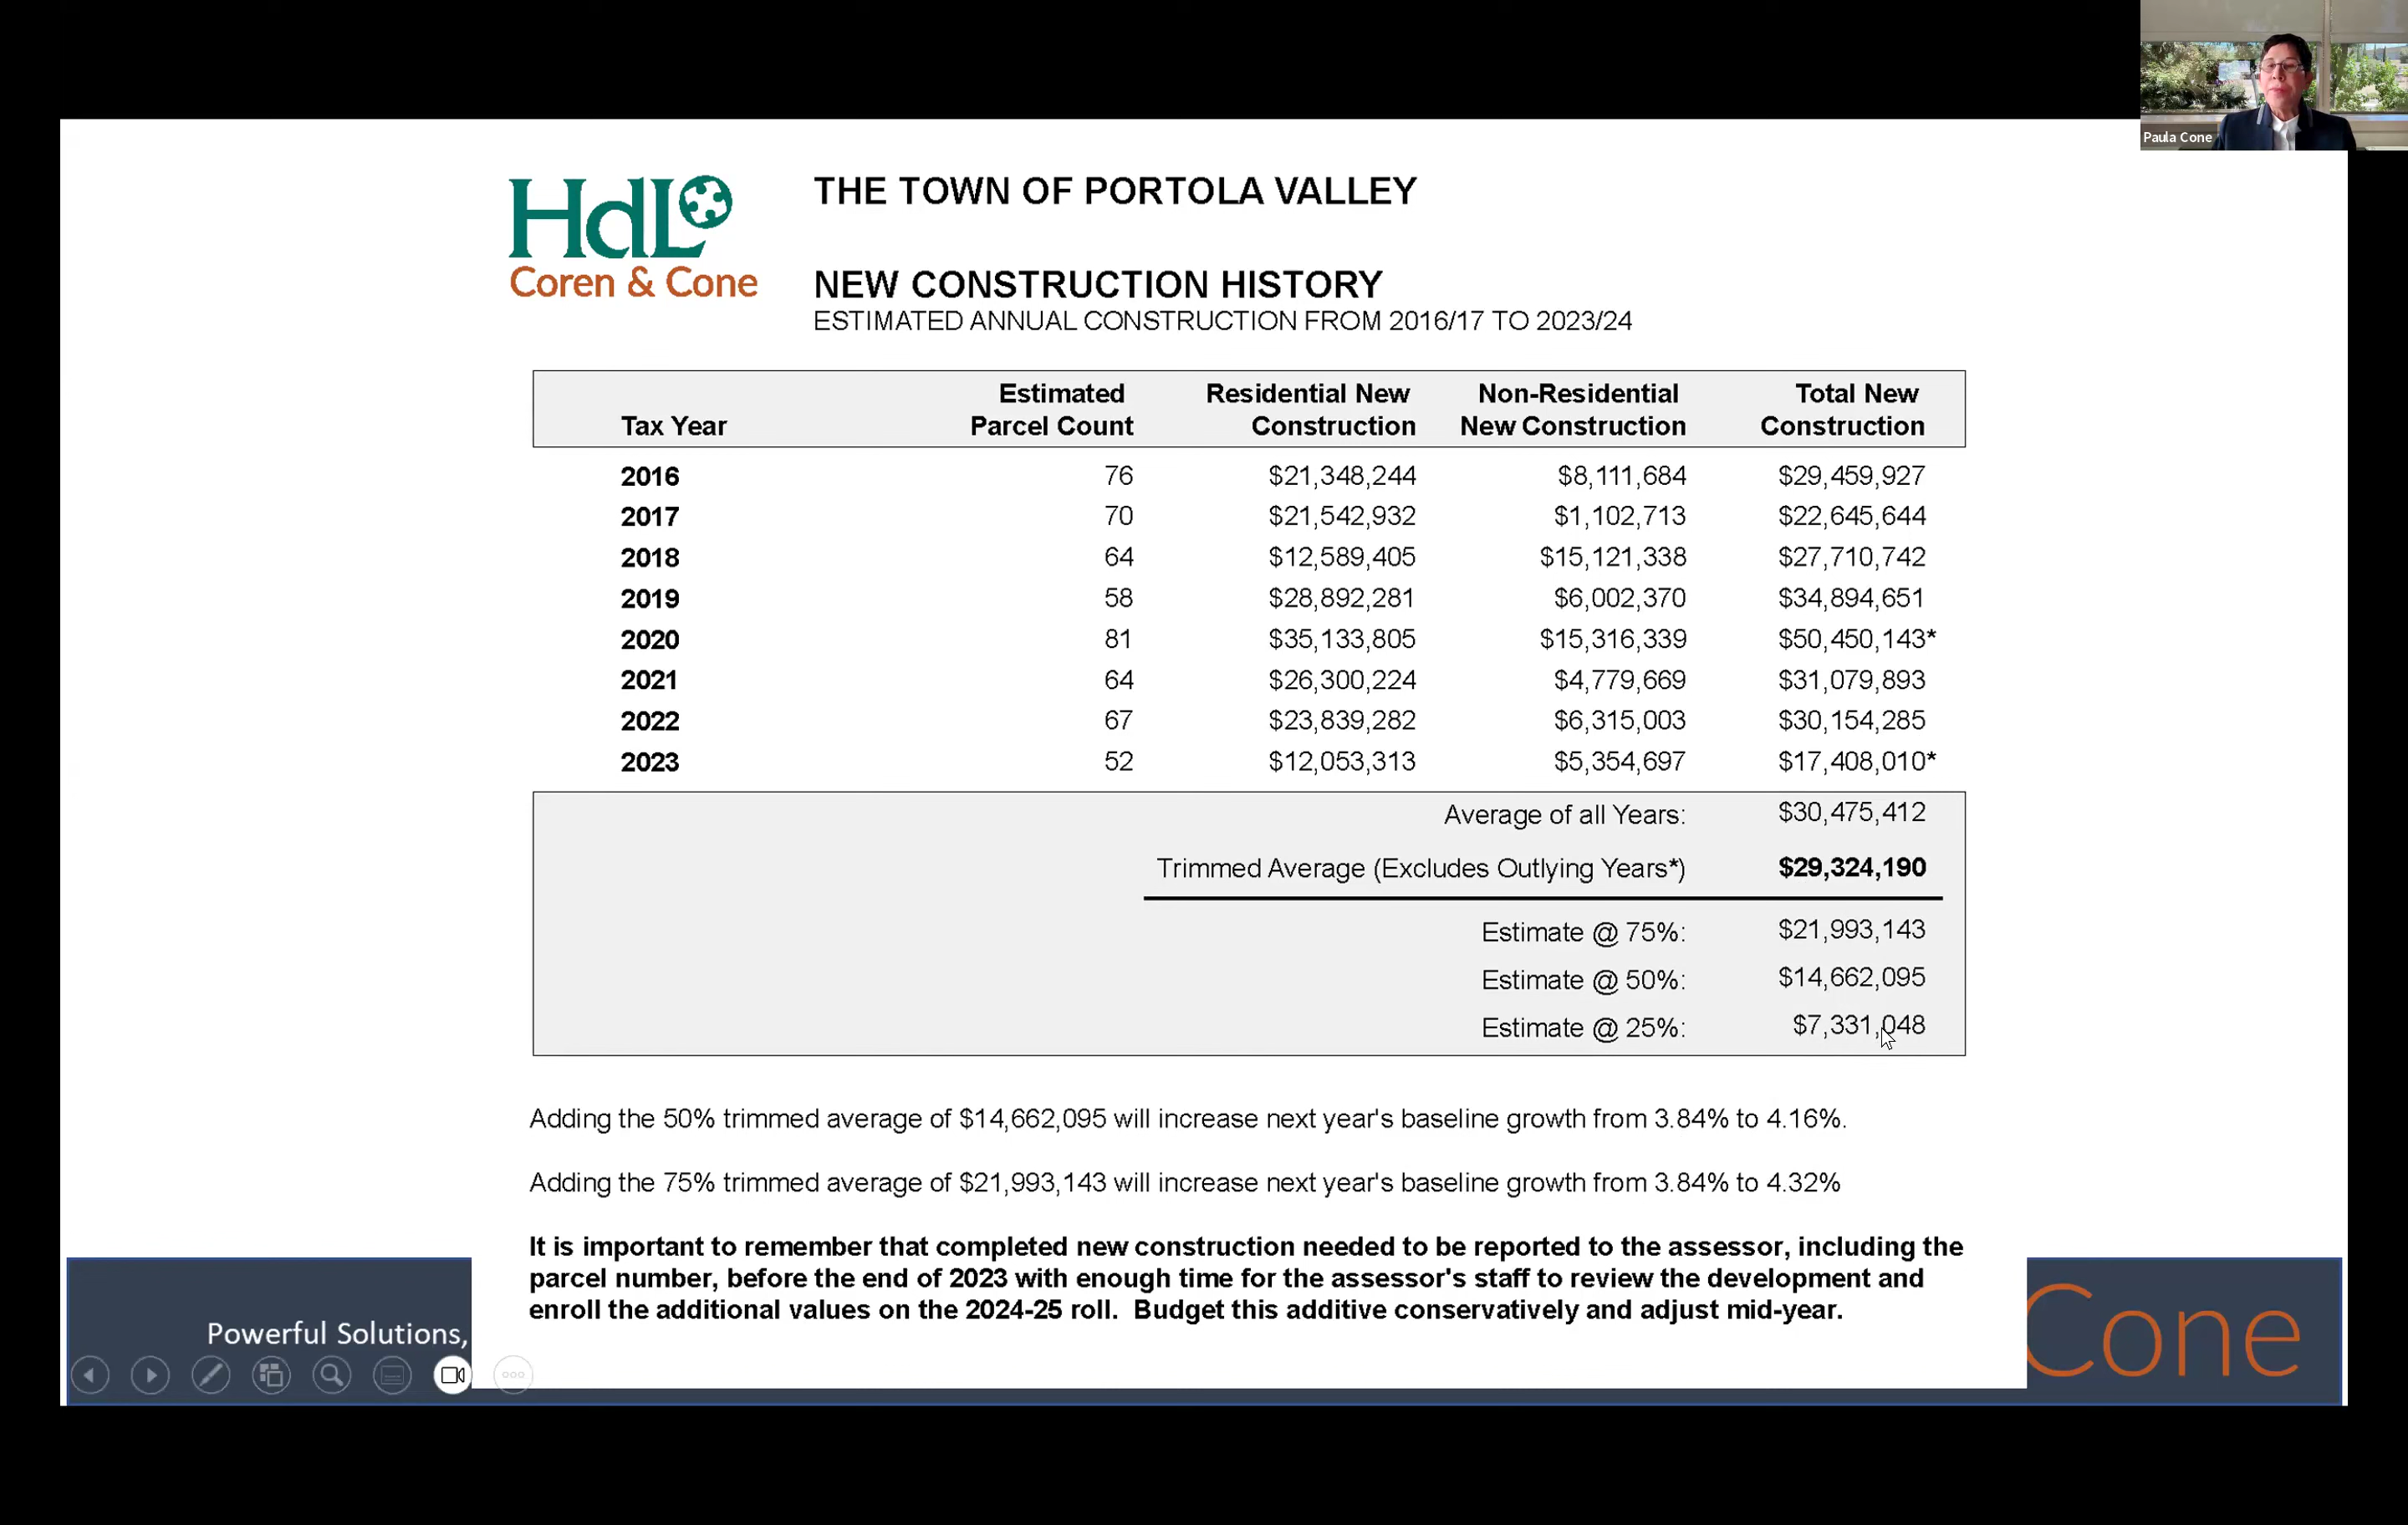 Paula Cone
HdL
Coren & Cone
THE TOWN OF PORTOLA VALLEY
NEW CONSTRUCTION HISTORY
ESTIMATED ANNUAL CONSTRUCTION FROM 2016/17 TO 2023/24
Tax Year Estimated Parcel Count Residential New Construction Non-Residential New Construction Total New Construction
2016 76 $21,348,244 $8,111,684 $29,459,927
2017 70 $21,542,932 $1,102,713 $22,645,644
2018 64 $12,589,405 $15,121,338 $27,710,742
2019 58 $28,892,281 $6,002,370 $34,894,651
2020 81 $35,133,805 $15,316,339 $50,450,143*
2021 64 $26,300,224 $4,779,669 $31,079,893
2022 67 $23,839,282 $6,315,003 $30,154,285
2023 52 $12,053,313 $5,354,697 $17,408,010*
Average of all Years: $30,475,412
Trimmed Average (Excludes Outlying Years*) $29,324,190
Estimate @ 75%: $21,993,143
Estimate @ 50%: $14,662,095
Estimate @ 25%: $7,331,048
Adding the 50% trimmed average of $14,662,095 will increase next year's baseline growth from 3.84% to 4.16%.
Adding the 75% trimmed average of $21,993,143 will increase next year's baseline growth from 3.84% to 4.32%
It is important to remember that completed new construction needed to be reported to the assessor, including the
parcel number, before the end of 2023 with enough time for the assessor's staff to review the development and
enroll the additional values on the 2024-25 roll. Budget this additive conservatively and adjust mid-year.
Powerful Solutions,
Cone